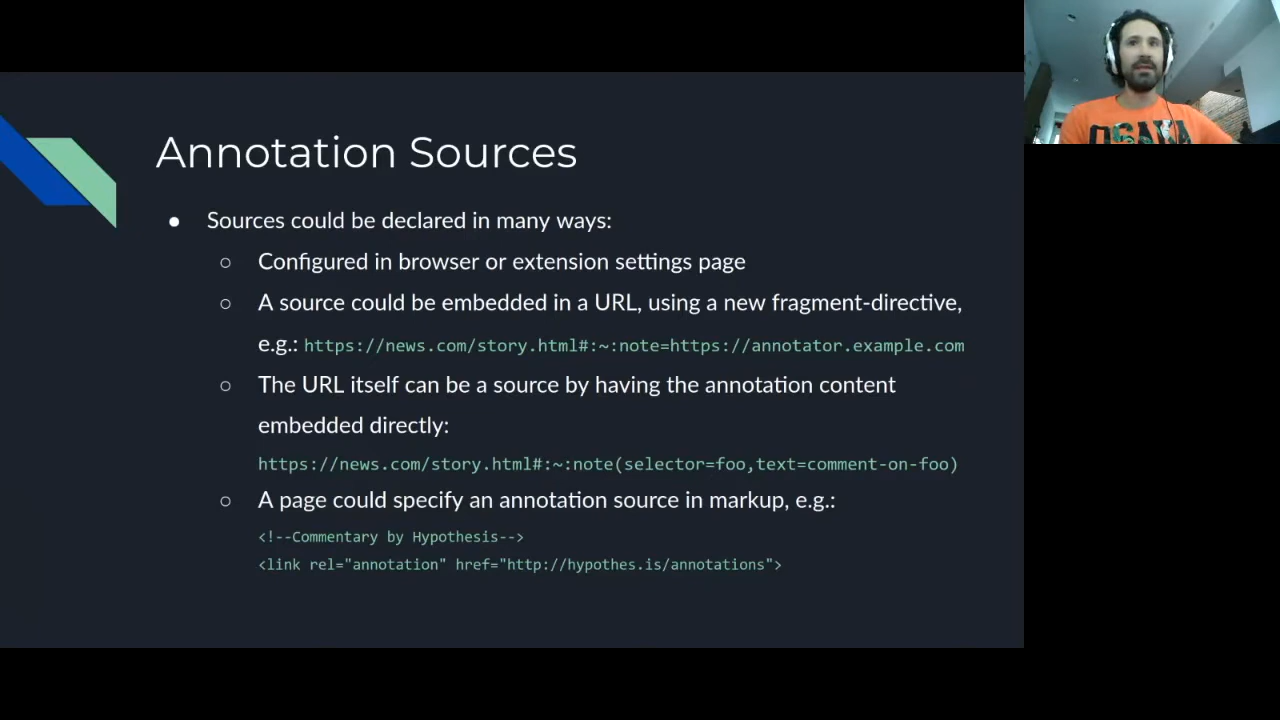 Annotation Sources
● Sources could be declared in many ways:
○ Configured in browser or extension settings page
○ A source could be embedded in a URL, using a new fragment-directive,
e.g.: https://news.com/story.html#:~:note=https://annotator.example.com
○ The URL itself can be a source by having the annotation content
embedded directly:
https://news.com/story.html#:~:note(selector=foo,text=comment-on-foo)
○ A page could specify an annotation source in markup, e.g.:
<!--Commentary by Hypothesis-->
<link rel="annotation" href="http://hypothes.is/annotations">
OSAKA